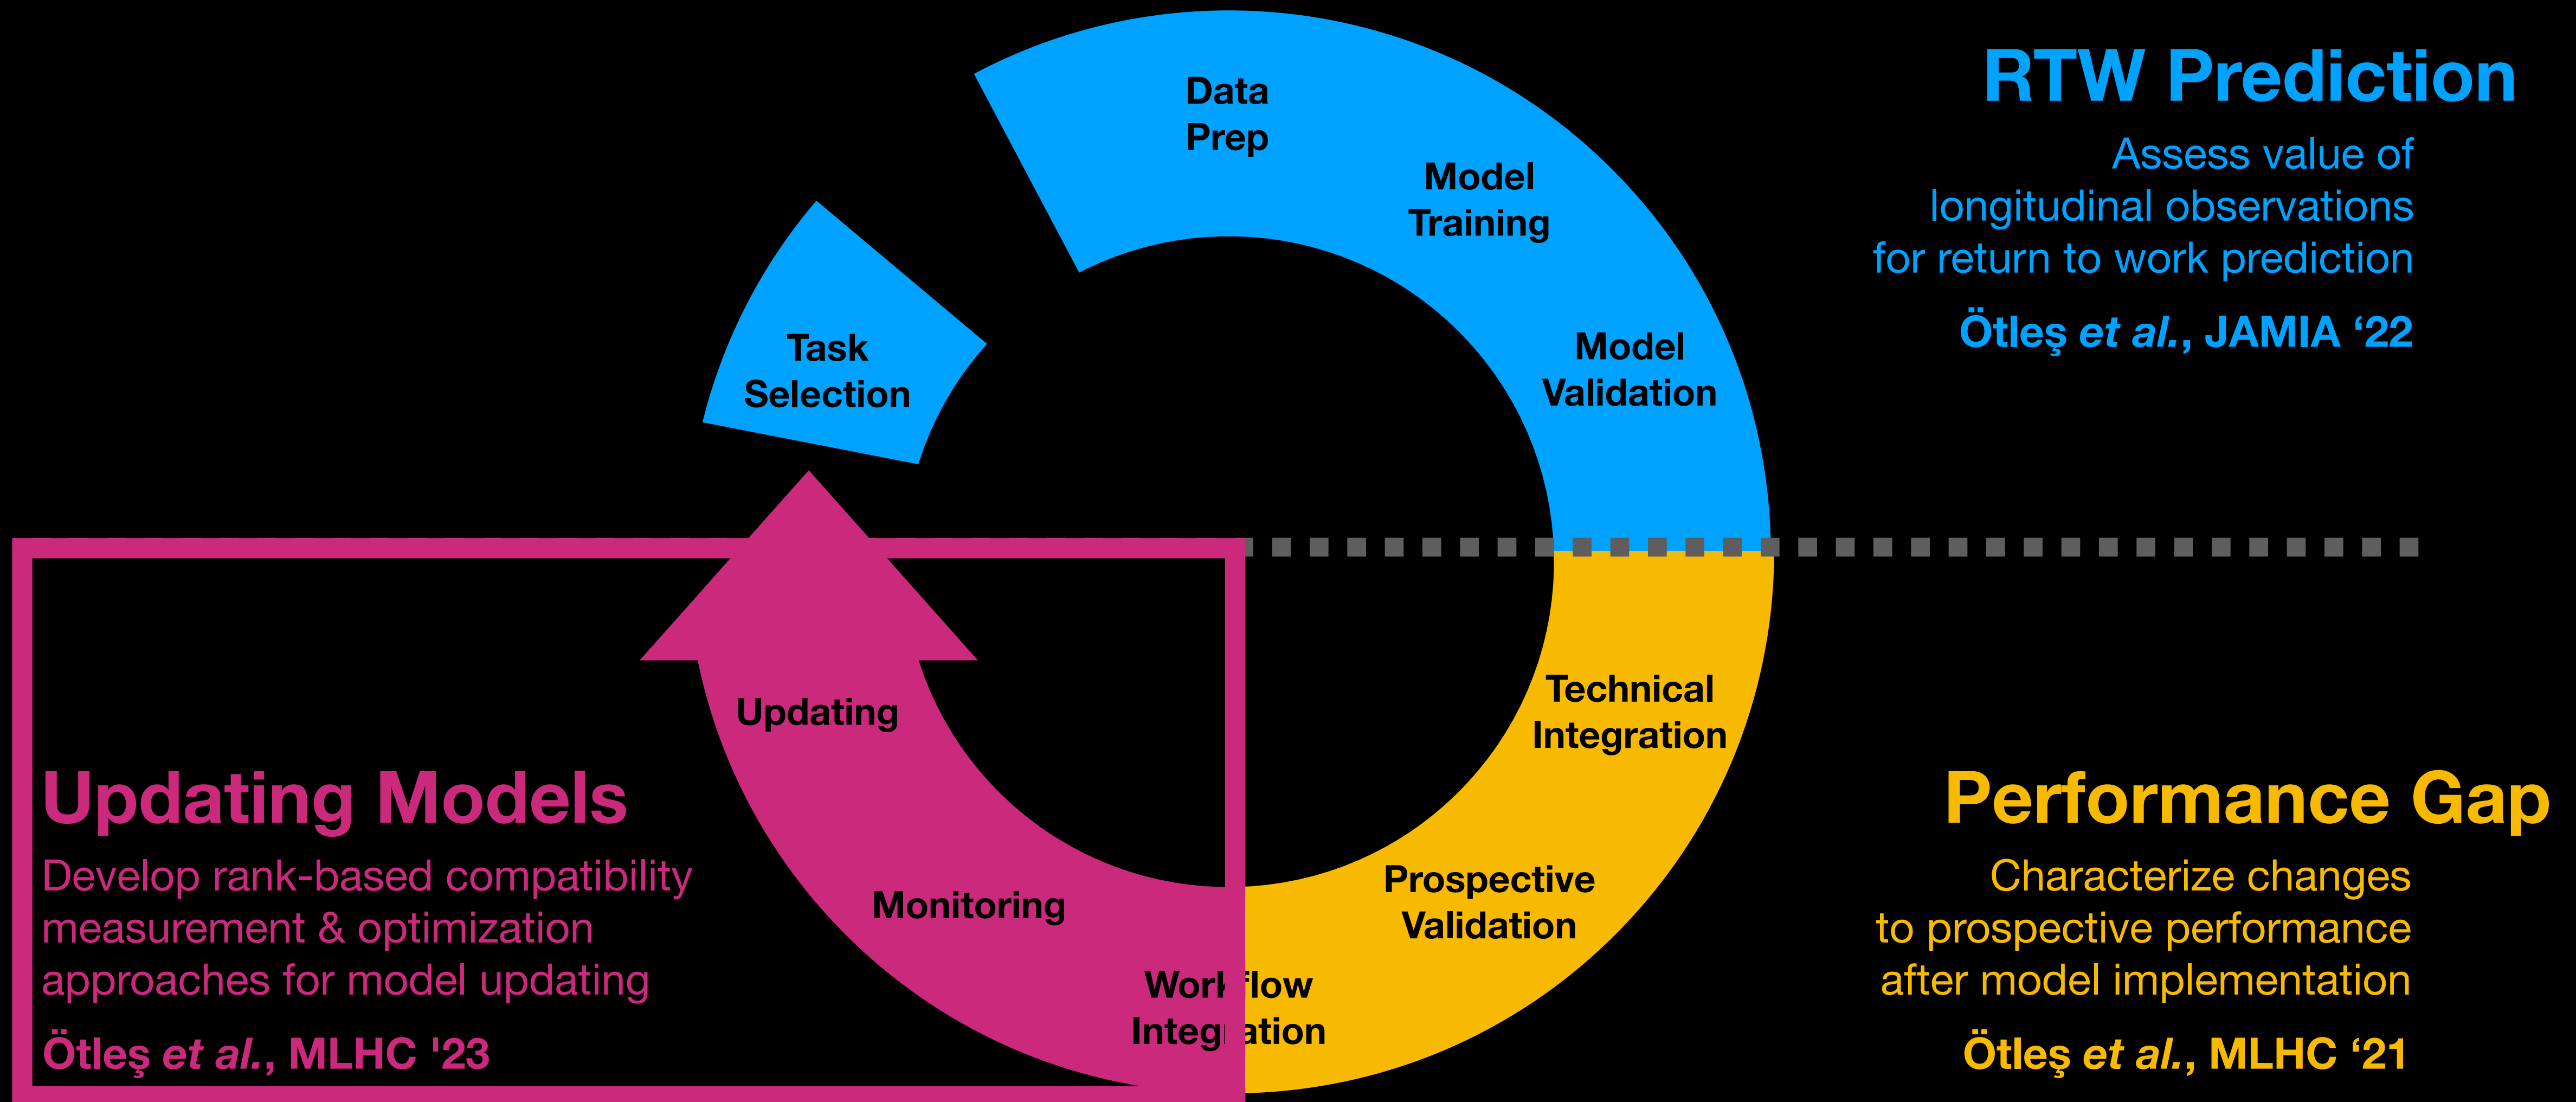 Data
Prep
Model
Training
Model
Validation
Task
Selection
RTW Prediction
Assess value of
longitudinal observations
for return to work prediction
Ötleş et al., JAMIA ‘22
Technical
Integration
Prospective
Validation
Workflow
Integration
Monitoring
Updating
Updating Models
Develop rank-based compatibility
measurement & optimization
approaches for model updating
Ötleş et al., MLHC '23
Performance Gap
Characterize changes
to prospective performance
after model implementation
Ötleş et al., MLHC ‘21